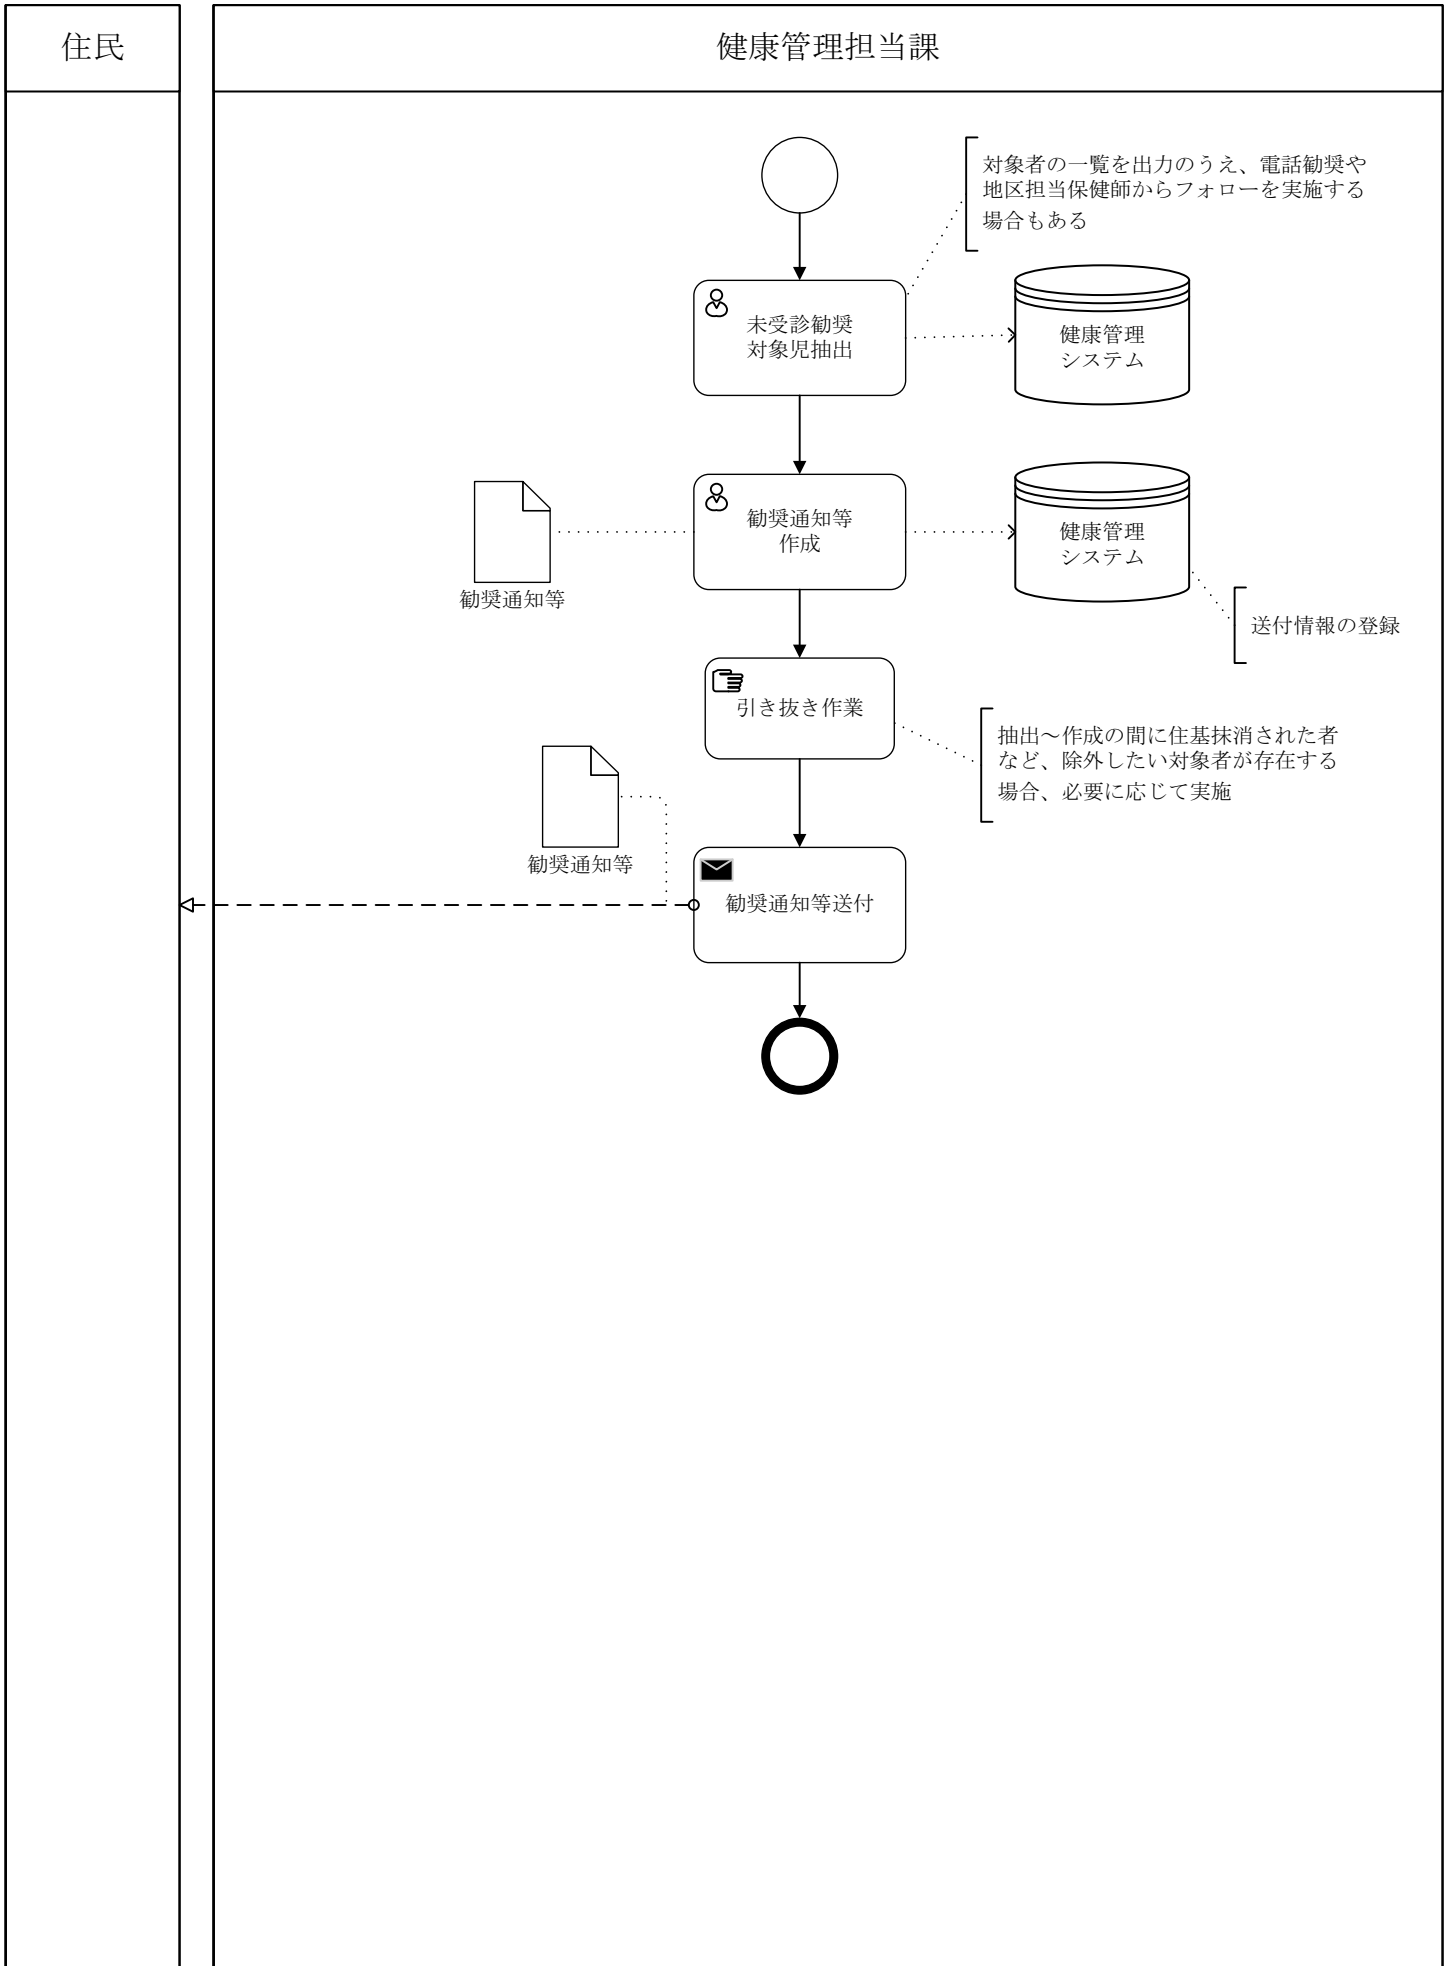 住民
健康管理担当課
対象者の一覧を出力のうえ、電話勧奨や
地区担当保健師からフォローを実施する
場合もある
未受診勧奨
対象児抽出
健康管理
システム
勧奨通知等
作成
健康管理
システム
勧奨通知等
送付情報の登録
引き抜き作業
抽出～作成の間に住基抹消された者
など、除外したい対象者が存在する
場合、必要に応じて実施
勧奨通知等
勧奨通知等送付